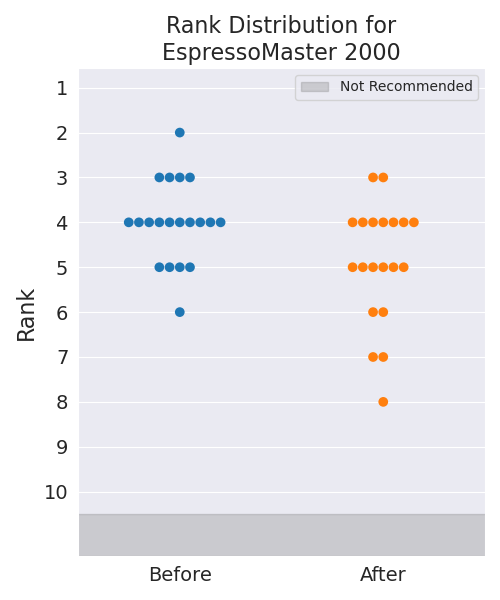 Rank Distribution for
EspressoMaster 2000
Not Recommended
1
2
3
4
5
6
7
8
9
10
Rank
Before
After